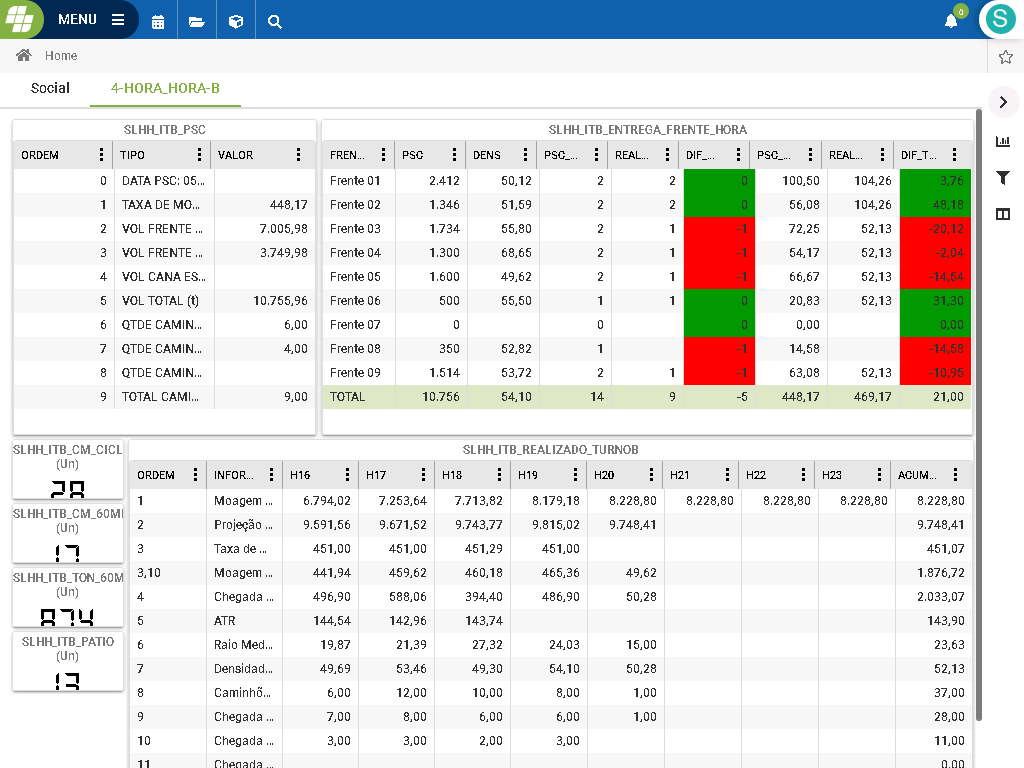 MENU
0
S
Home
Social
4-HORA_HORA-B
SLHH_ITB_PSC
ORDEM TIPO VALOR
0 DATA PSC: 05...
1 TAXA DE MO... 448,17
2 VOL FRENTE ... 7.005,98
3 VOL FRENTE ... 3.749,98
4 VOL CANA ES...
5 VOL TOTAL (t) 10.755,96
6 QTDE CAMIN... 6,00
7 QTDE CAMIN... 4,00
8 QTDE CAMIN...
9 TOTAL CAMI... 9,00
SLHH_ITB_ENTREGA_FRENTE_HORA
FREN... PSC DENS PSC_... REAL... DIF_... PSC_... REAL... DIF_T...
Frente 01 2.412 50,12 2 2 0 100,50 104,26 3,76
Frente 02 1.346 51,59 2 2 0 56,08 104,26 48,18
Frente 03 1.734 55,80 2 1 -1 72,25 52,13 -20,12
Frente 04 1.300 68,65 2 1 -1 54,17 52,13 -2,04
Frente 05 1.600 49,62 2 1 -1 66,67 52,13 -14,54
Frente 06 500 55,50 1 1 0 20,83 52,13 31,30
Frente 07 0 0 0 0,00 0,00
Frente 08 350 52,82 1 -1 14,58 -14,58
Frente 09 1.514 53,72 2 1 -1 63,08 52,13 -10,95
TOTAL 10.756 54,10 14 9 -5 448,17 469,17 21,00
SLHH_ITB_CM_CICL
(Un)
28
SLHH_ITB_CM_60MI
(Un)
17
SLHH_ITB_TON_60M
(Un)
874
SLHH_ITB_PATIO
(Un)
13
SLHH_ITB_REALIZADO_TURNOB
ORDEM INFOR... H16 H17 H18 H19 H20 H21 H22 H23 ACUM...
1 Moagem ... 6.794,02 7.253,64 7.713,82 8.179,18 8.228,80 8.228,80 8.228,80 8.228,80 8.228,80
2 Projeção ... 9.591,56 9.671,52 9.743,77 9.815,02 9.748,41 9.748,41
3 Taxa de ... 451,00 451,00 451,29 451,00 451,07
3,10 Moagem ... 441,94 459,62 460,18 465,36 49,62 1.876,72
4 Chegada ... 496,90 588,06 394,40 486,90 50,28 2.033,07
5 ATR 144,54 142,96 143,74 143,90
6 Raio Med... 19,87 21,39 27,32 24,03 15,00 23,63
7 Densidad... 49,69 53,46 49,30 54,10 50,28 52,13
8 Caminhõ... 6,00 12,00 10,00 8,00 1,00 37,00
9 Chegada ... 7,00 8,00 6,00 6,00 1,00 28,00
10 Chegada ... 3,00 3,00 2,00 3,00 11,00
11 Chegada ... 0,00